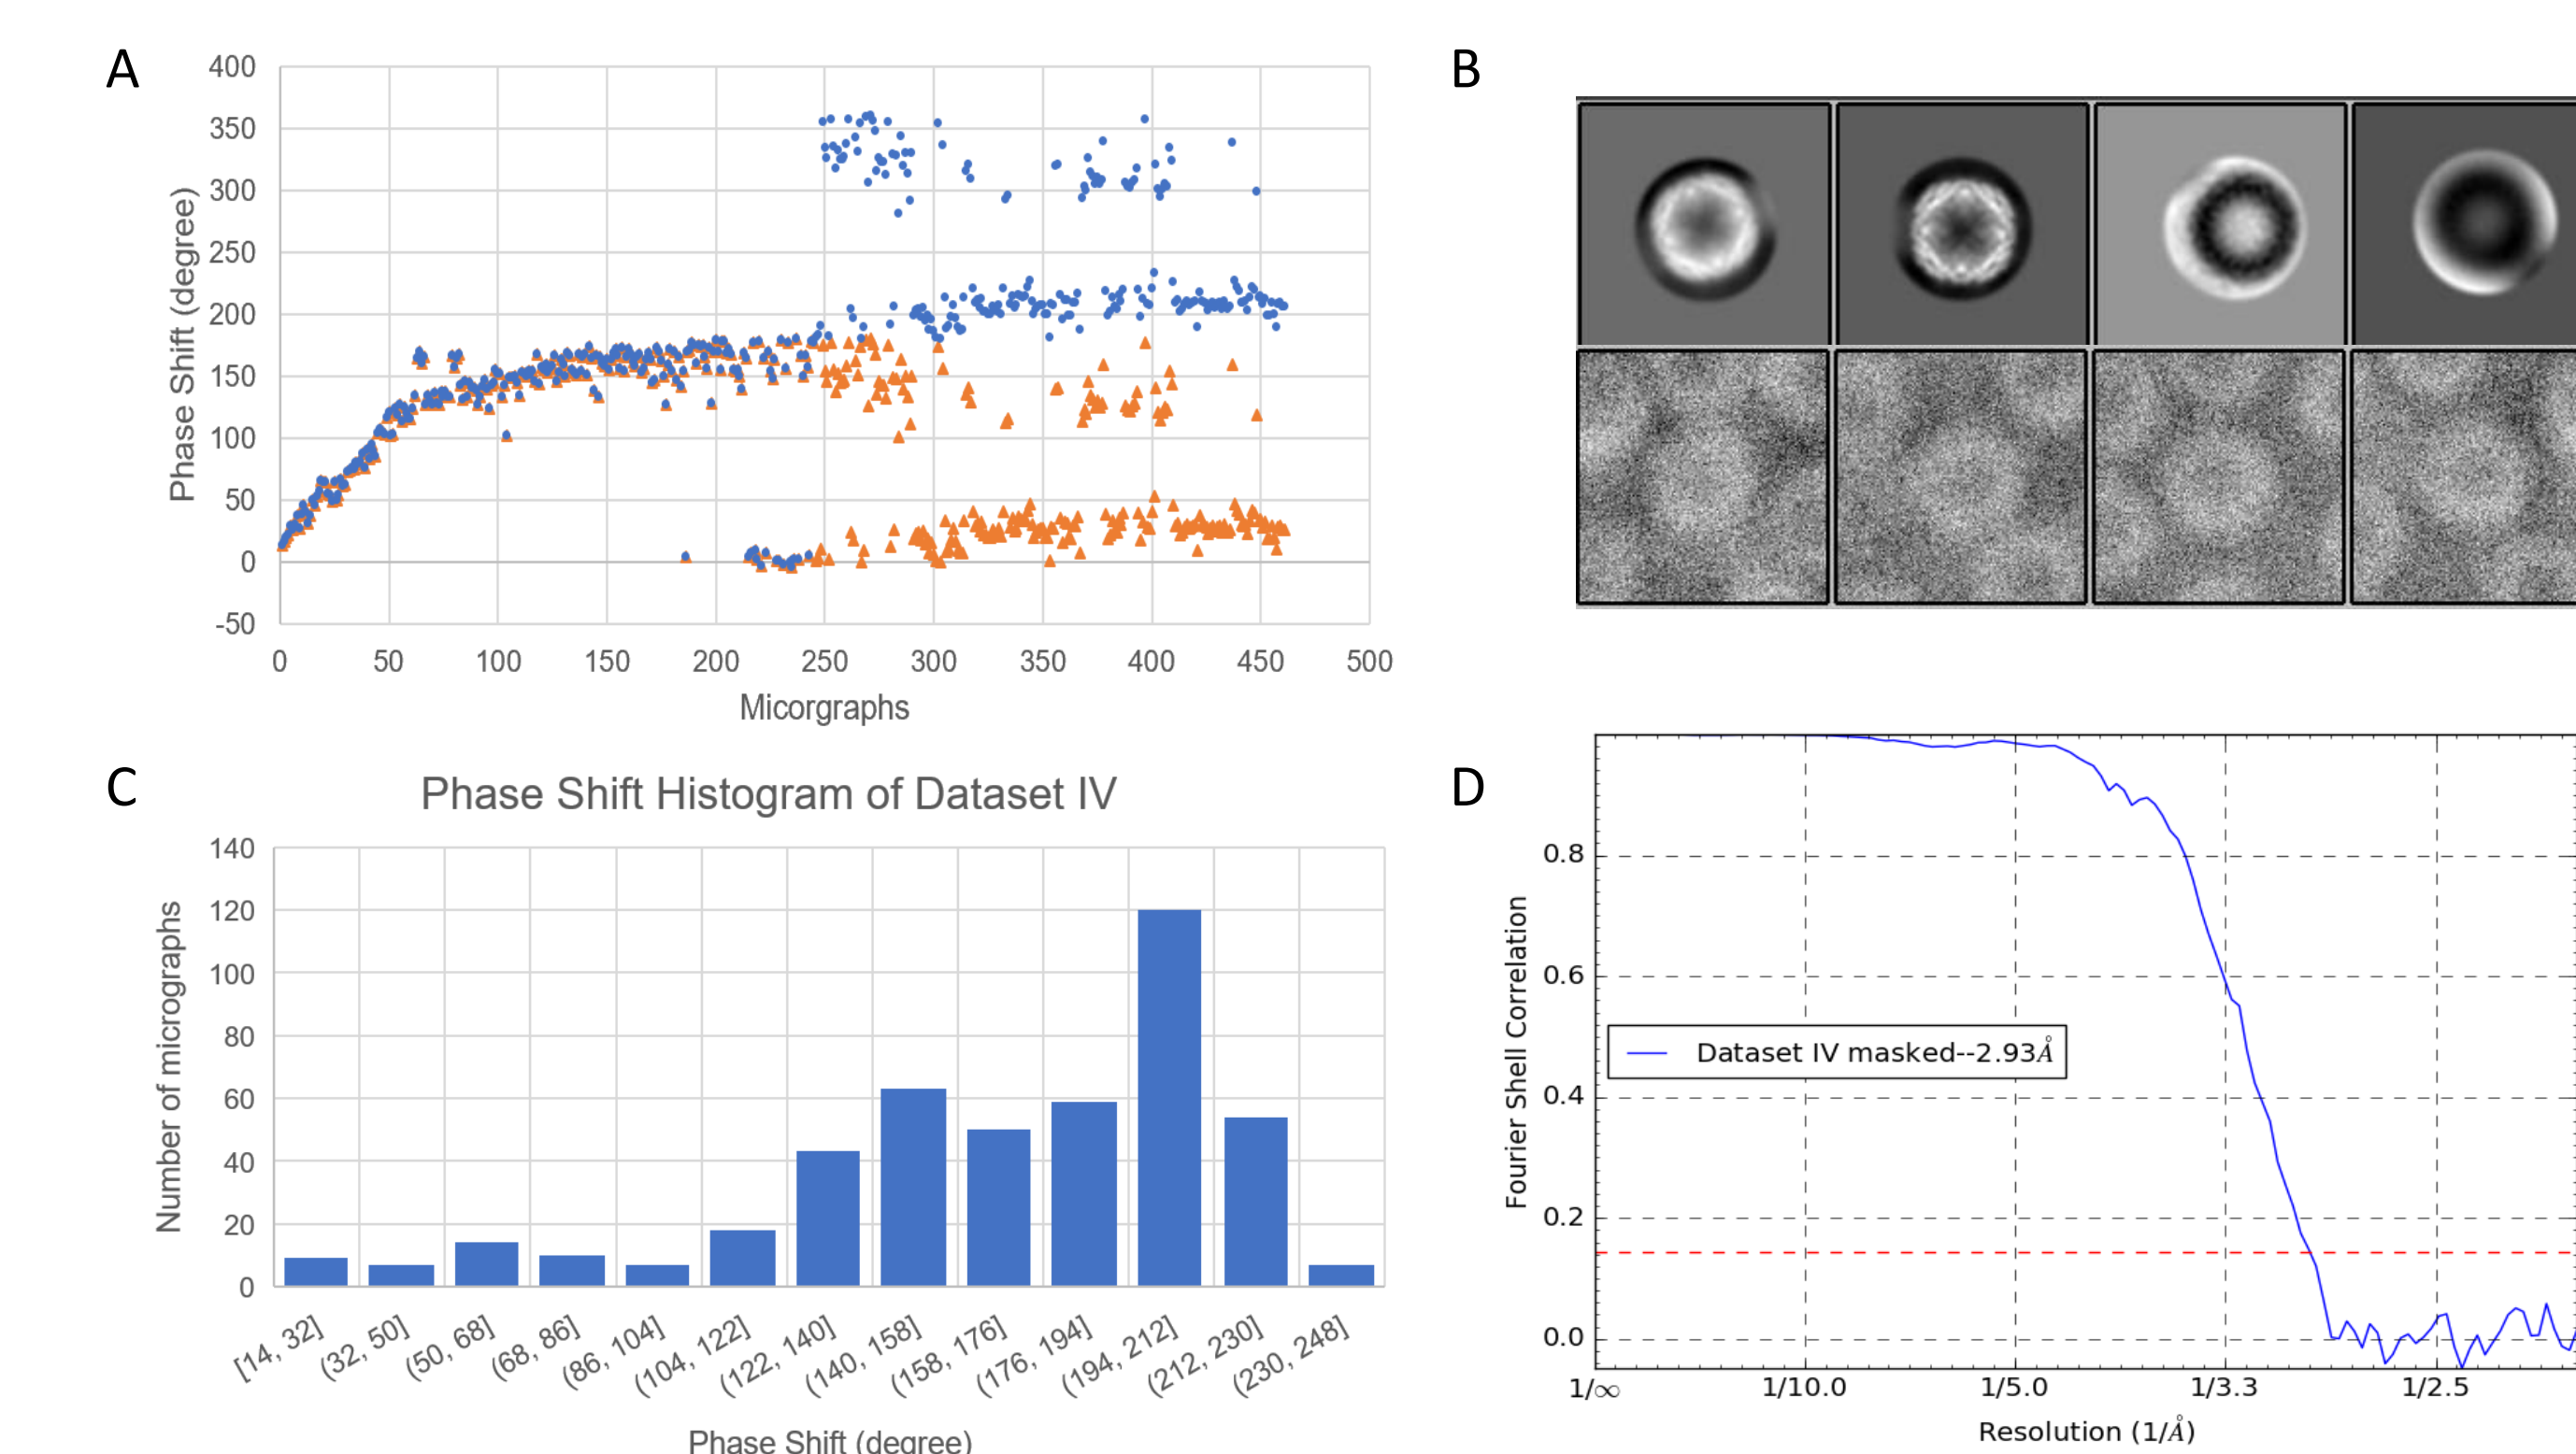 A
400
350
300
250
200
150
100
50
0
-50
Phase Shift (degree)
0 50 100 150 200 250 300 350 400 450 500
Micorgraphs
B
C
Phase Shift Histogram of Dataset IV
140
120
100
80
60
40
20
0
Number of micrographs
[14, 32] (32, 50] (50, 68] (68, 86] (86, 104] (104, 122] (122, 140] (140, 158] (158, 176] (176, 194] (194, 212] (212, 230] (230, 248]
Phase Shift (degree)
D
0.8
0.6
0.4
0.2
0.0
Fourier Shell Correlation
Dataset IV masked--2.93Å
1/∞ 1/10.0 1/5.0 1/3.3 1/2.5
Resolution (1/Å)